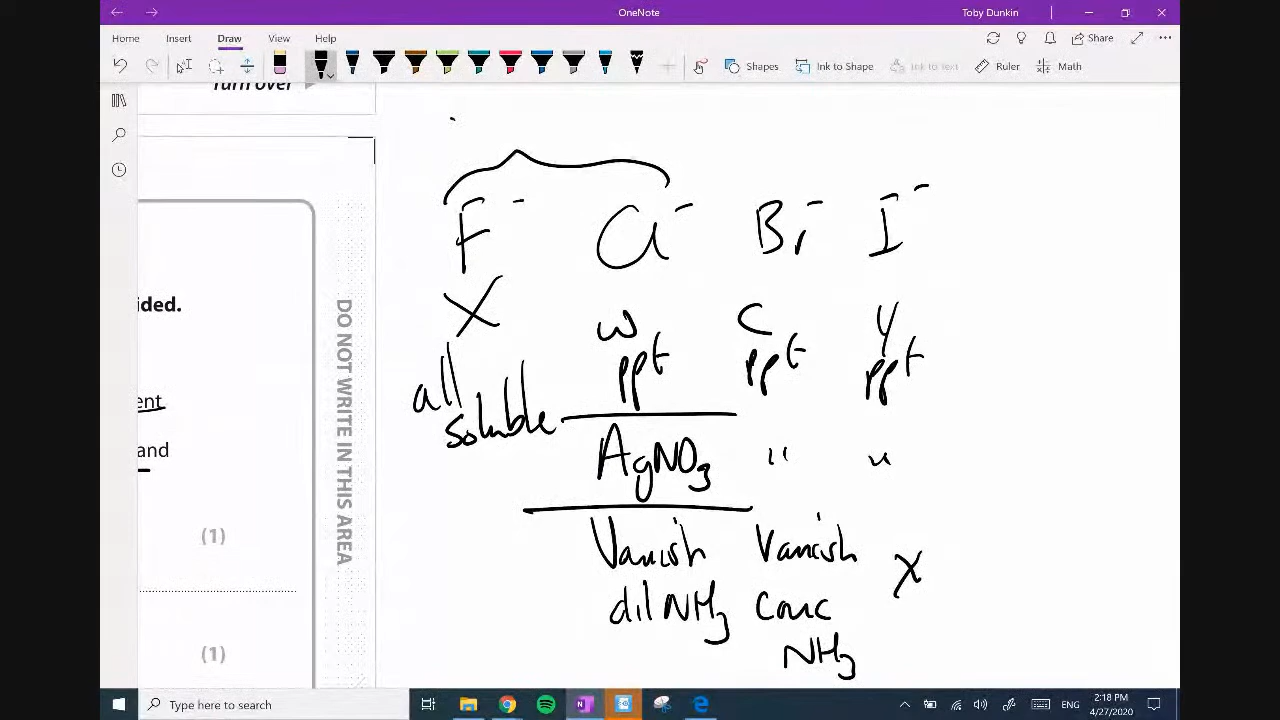 OneNote
Toby Dunkin
Home Insert Draw View Help
Share
Shapes Ink to Shape Ink to Text Ruler Math
Turn over
ided.
ent
and
(1)
(1)
DO NOT WRITE IN THIS AREA
F⁻ Cl⁻ Br⁻ I⁻
X W C Y
ppt ppt ppt
all
soluble
AgNO₃ " "
Vanish Vanish X
dil NH₃ Conc
NH₃
Type here to search
ENG
2:18 PM
4/27/2020